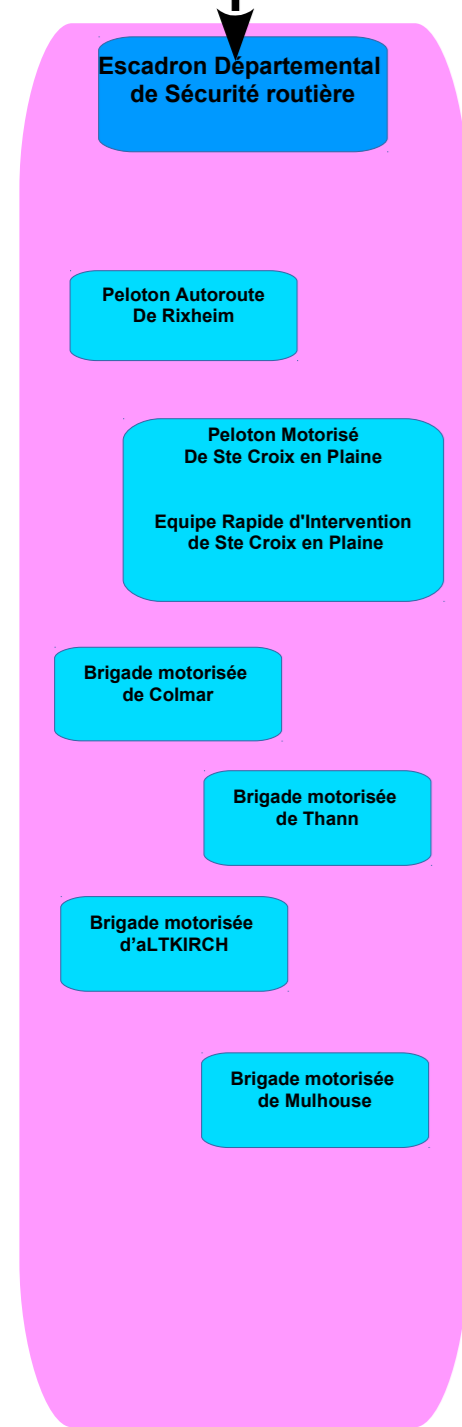 Escadron Départemental
de Sécurité routière
Peloton Autoroute
De Rixheim
Peloton Motorisé
De Ste Croix en Plaine
Equipe Rapide d'Intervention
de Ste Croix en Plaine
Brigade motorisée
de Colmar
Brigade motorisée
de Thann
Brigade motorisée
d’aLTKIRCH
Brigade motorisée
de Mulhouse